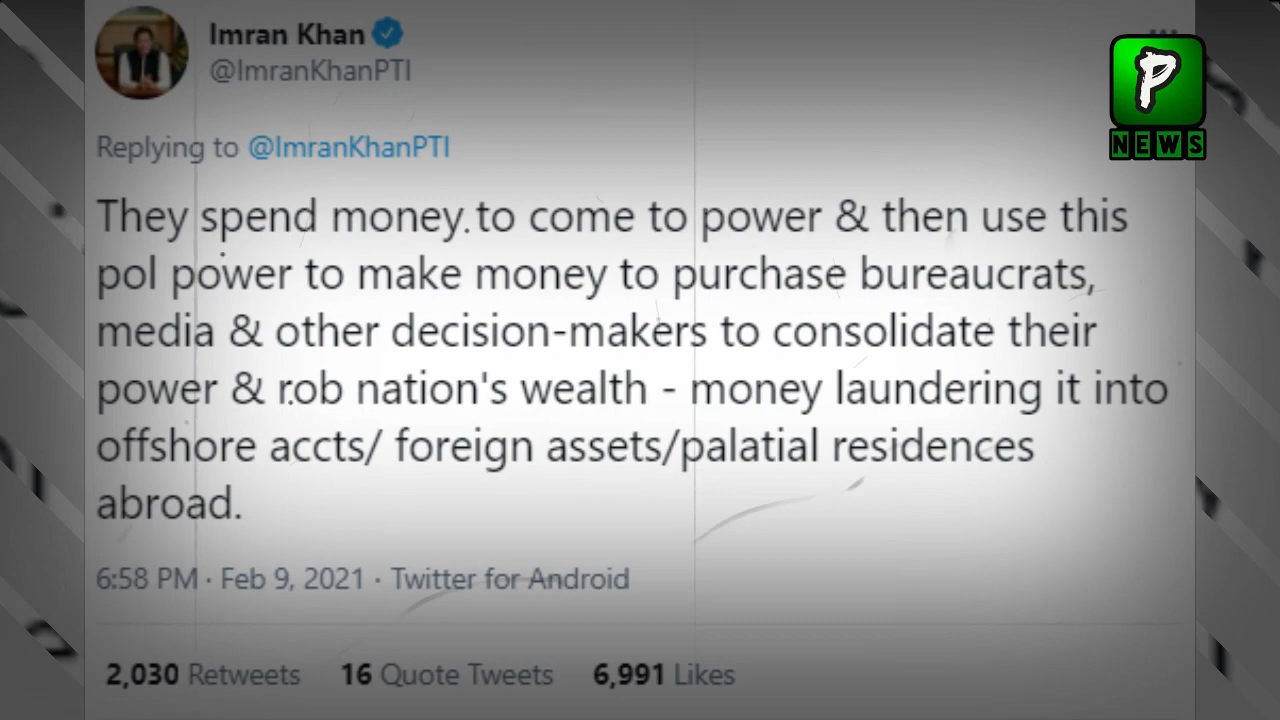 Imran Khan
@ImranKhanPTI
P
NEWS
Replying to @ImranKhanPTI
They spend money to come to power & then use this
pol power to make money to purchase bureaucrats,
media & other decision-makers to consolidate their
power & rob nation's wealth - money laundering it into
offshore accts/ foreign assets/palatial residences
abroad.
6:58 PM · Feb 9, 2021 · Twitter for Android
2,030 Retweets 16 Quote Tweets 6,991 Likes